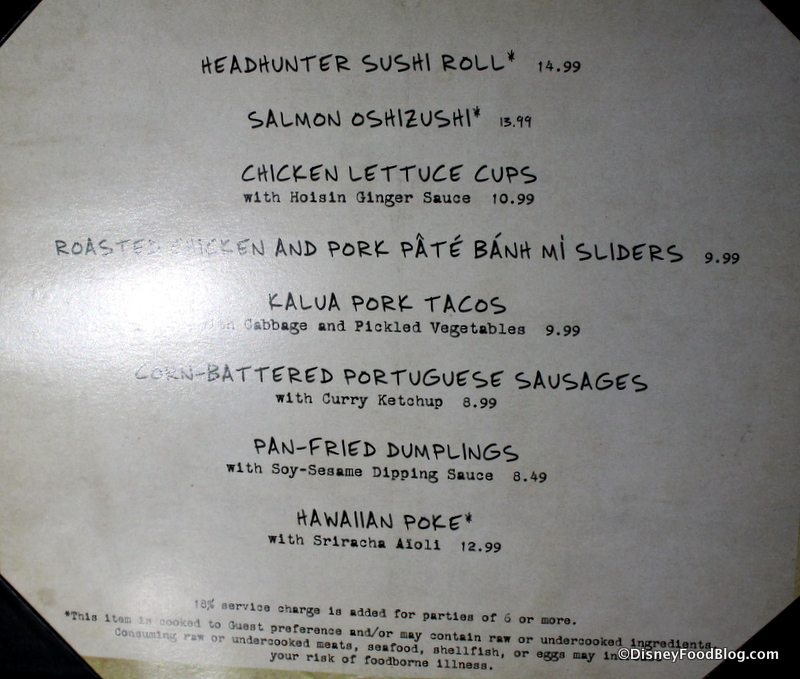 HEADHUNTER SUSHI ROLL* 14.99
SALMON OSHIZUSHI* 13.99
CHICKEN LETTUCE CUPS
with Hoisin Ginger Sauce 10.99
ROASTED CHICKEN AND PORK PÂTÉ BÁNH MÌ SLIDERS 9.99
KALUA PORK TACOS
with Cabbage and Pickled Vegetables 9.99
CORN-BATTERED PORTUGUESE SAUSAGES
with Curry Ketchup 8.99
PAN-FRIED DUMPLINGS
with Soy-Sesame Dipping Sauce 8.49
HAWAIIAN POKE*
with Sriracha Aïoli 12.99
18% service charge is added for parties of 6 or more.
*This item is cooked to Guest preference and/or may contain raw or undercooked ingredients.
Consuming raw or undercooked meats, seafood, shellfish, or eggs may
your risk of foodborne illness.
©DisneyFoodBlog.com